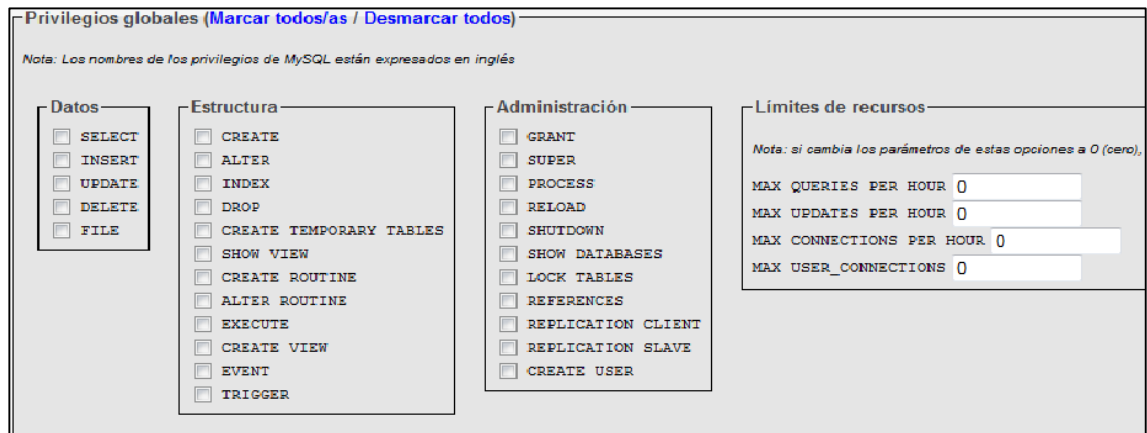 Privilegios globales (Marcar todos/as / Desmarcar todos)
Nota: Los nombres de los privilegios de MySQL están expresados en inglés
Datos
SELECT
INSERT
UPDATE
DELETE
FILE
Estructura
CREATE
ALTER
INDEX
DROP
CREATE TEMPORARY TABLES
SHOW VIEW
CREATE ROUTINE
ALTER ROUTINE
EXECUTE
CREATE VIEW
EVENT
TRIGGER
Administración
GRANT
SUPER
PROCESS
RELOAD
SHUTDOWN
SHOW DATABASES
LOCK TABLES
REFERENCES
REPLICATION CLIENT
REPLICATION SLAVE
CREATE USER
Límites de recursos
Nota: si cambia los parámetros de estas opciones a 0 (cero),
MAX QUERIES PER HOUR 0
MAX UPDATES PER HOUR 0
MAX CONNECTIONS PER HOUR 0
MAX USER_CONNECTIONS 0